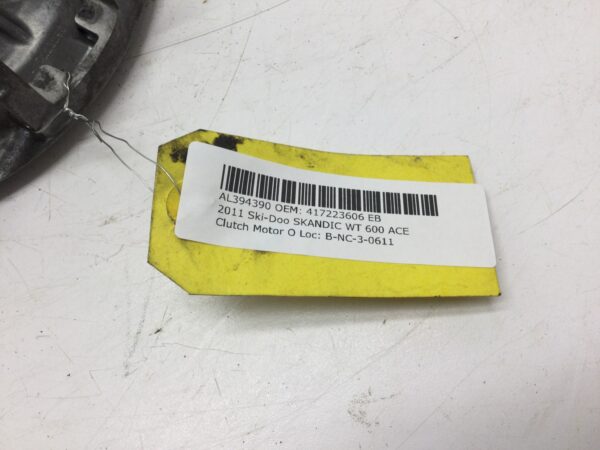 AL394390 OEM: 417223606 EB
2011 Ski-Doo SKANDIC WT 600 ACE
Clutch Motor O Loc: B-NC-3-0611